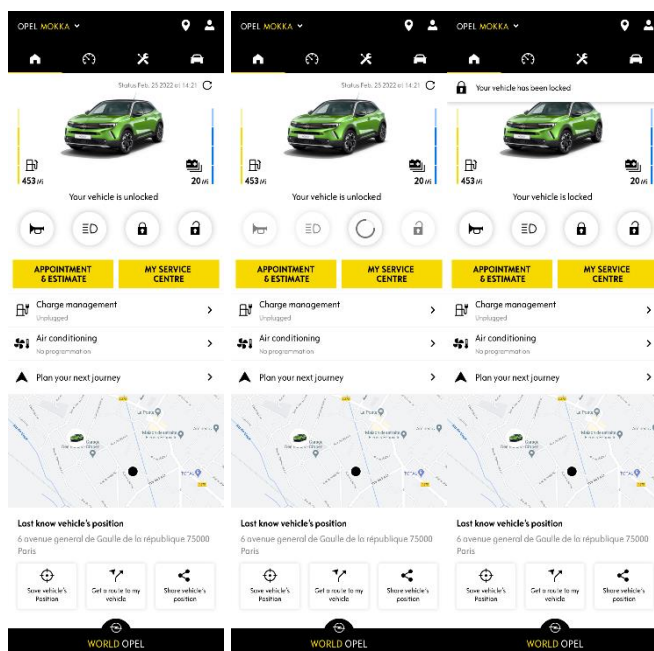 OPEL MOKKA
Status Feb. 25 2022 at 14:21
453 Mi
20 Mi
Your vehicle is unlocked
APPOINTMENT
& ESTIMATE
MY SERVICE
CENTRE
Charge management
Unplugged
Air conditioning
No programmation
Plan your next journey
TOTAL
Last know vehicle's position
6 avenue general de Gaulle de la république 75000
Paris
Save vehicle's
Position
Get a route to my
vehicle
Share vehicle's
position
WORLD OPEL
OPEL MOKKA
Status Feb. 25 2022 at 14:21
453 Mi
20 Mi
Your vehicle is unlocked
APPOINTMENT
& ESTIMATE
MY SERVICE
CENTRE
Charge management
Unplugged
Air conditioning
No programmation
Plan your next journey
TOTAL
Last know vehicle's position
6 avenue general de Gaulle de la république 75000
Paris
Save vehicle's
Position
Get a route to my
vehicle
Share vehicle's
position
WORLD OPEL
OPEL MOKKA
Your vehicle has been locked
453 Mi
20 Mi
Your vehicle is locked
APPOINTMENT
& ESTIMATE
MY SERVICE
CENTRE
Charge management
Unplugged
Air conditioning
No programmation
Plan your next journey
TOTAL
Last know vehicle's position
6 avenue general de Gaulle de la république 75000
Paris
Save vehicle's
Position
Get a route to my
vehicle
Share vehicle's
position
WORLD OPEL